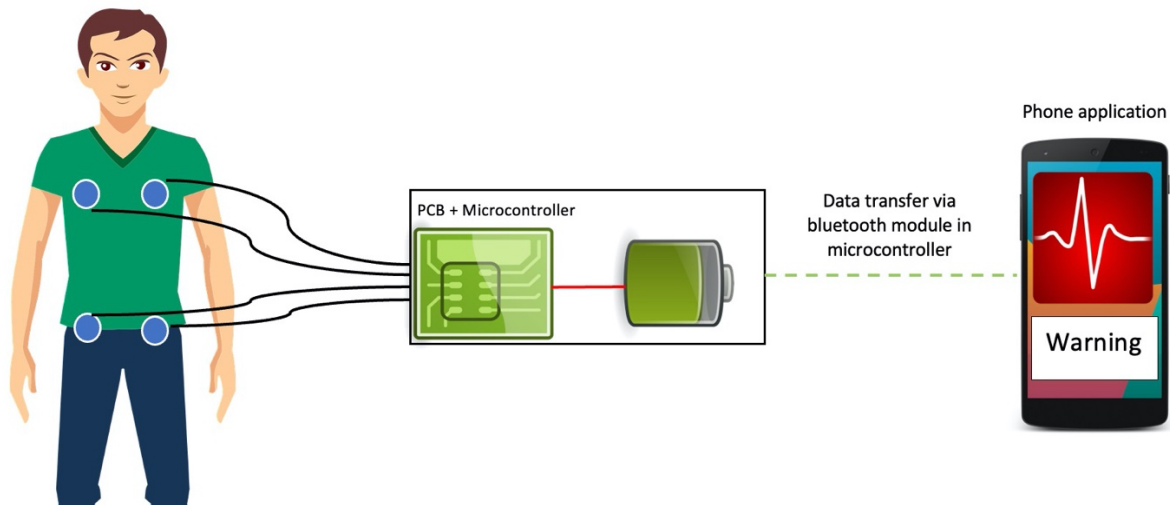 Phone application
PCB + Microcontroller
Data transfer via
bluetooth module in
microcontroller
Warning